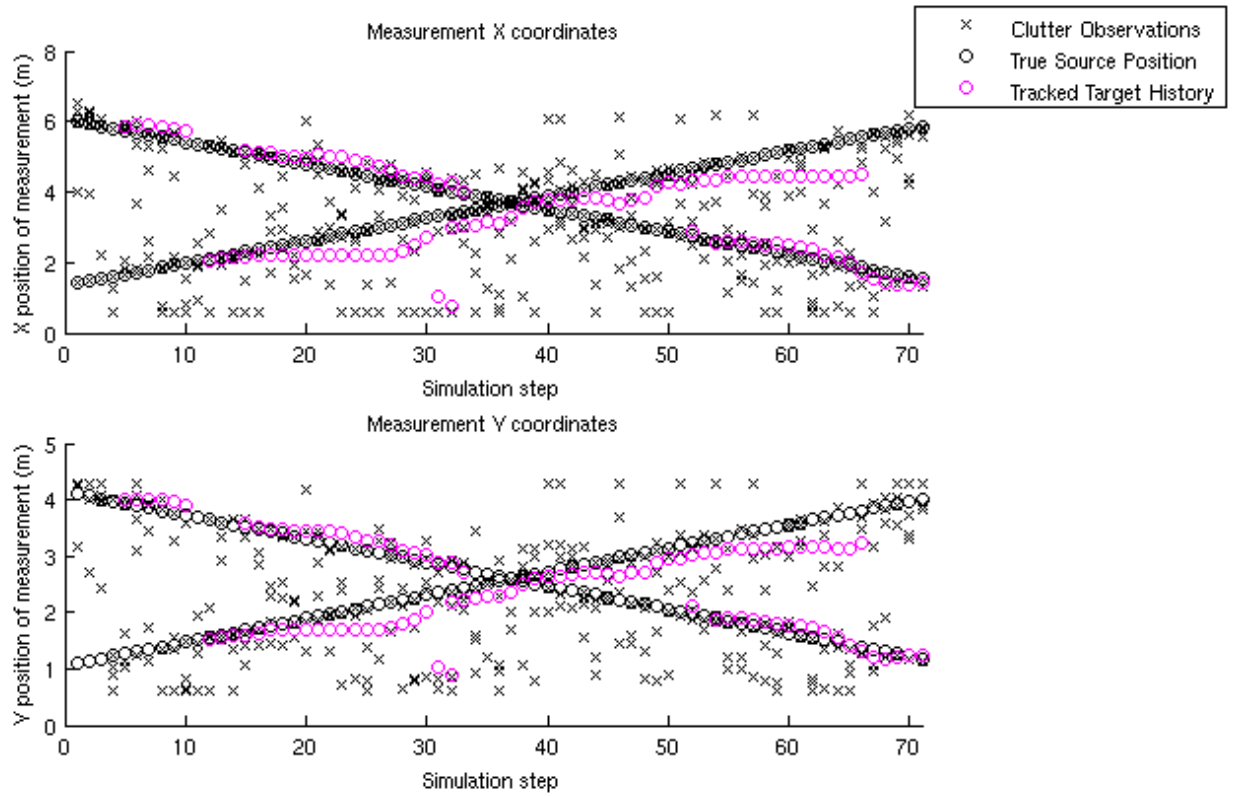 Measurement X coordinates
Clutter Observations
True Source Position
Tracked Target History
X position of measurement (m)
8
6
4
2
0
0 10 20 30 40 50 60 70
Simulation step
Measurement Y coordinates
Y position of measurement (m)
5
4
3
2
1
0
0 10 20 30 40 50 60 70
Simulation step